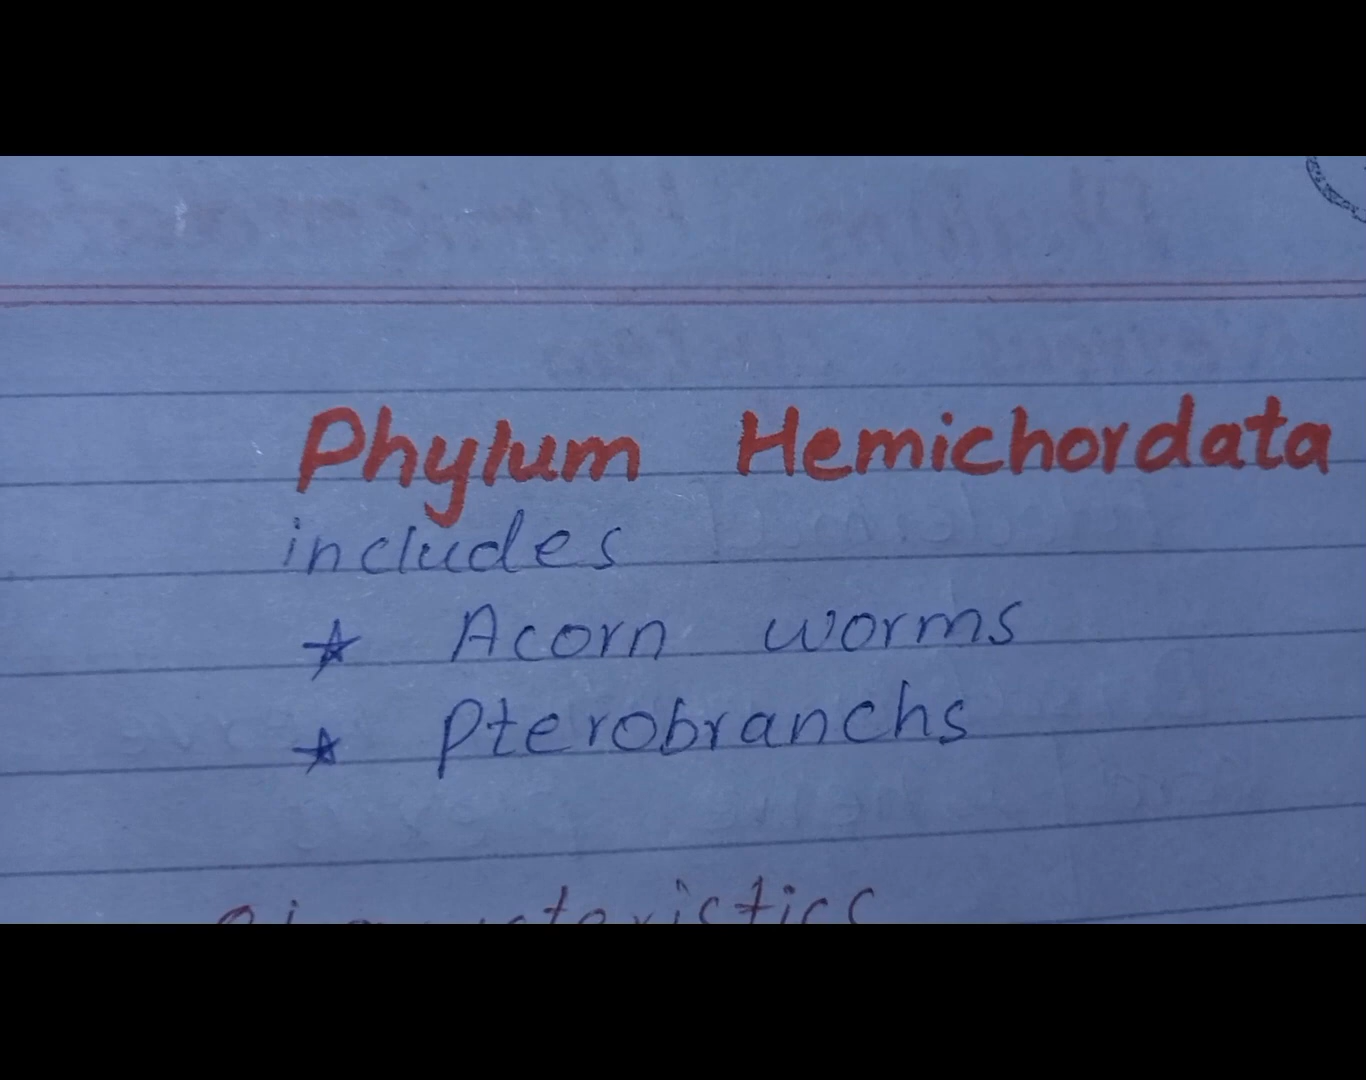 Phylum Hemichordata
includes
★ Acorn worms
★ Pterobranchs